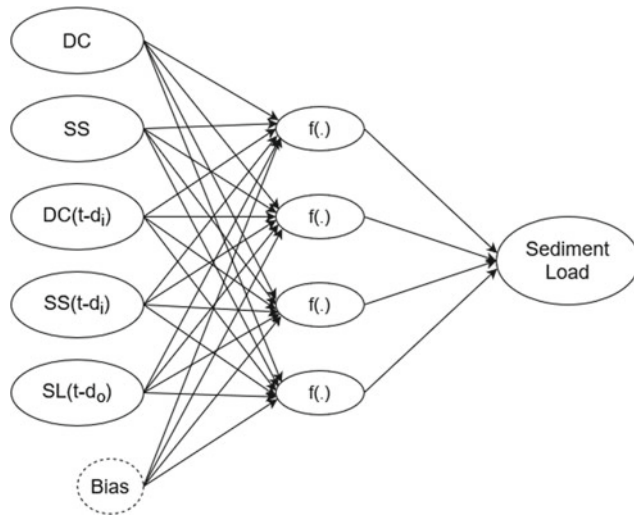 DC
SS
DC(t-di)
SS(t-di)
SL(t-do)
Bias
f(.)
f(.)
f(.)
f(.)
Sediment
Load